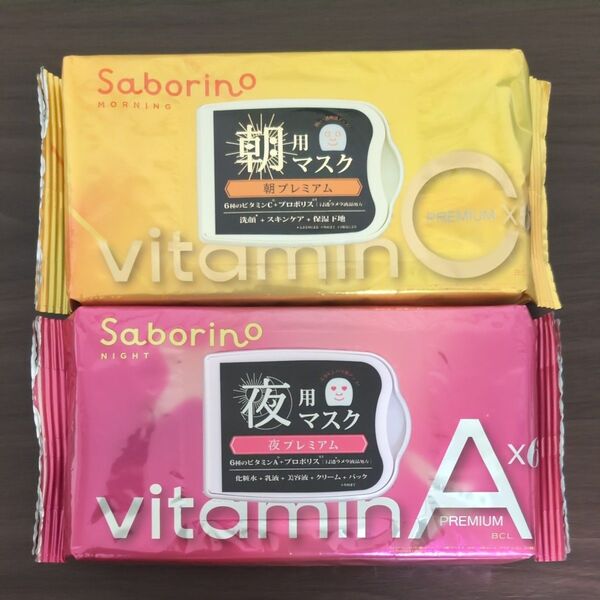 Saborino
MORNING
朝用
マスク
朝プレミアム
6種のビタミンC+プロポリス
洗顔+スキンケア+保湿下地
vitamin C
PREMIUM
BCL
Saborino
NIGHT
夜用
マスク
夜プレミアム
6種のビタミンA+プロポリス
化粧水+乳液+美容液+クリーム+パック
vitamin A
X6
PREMIUM
BCL